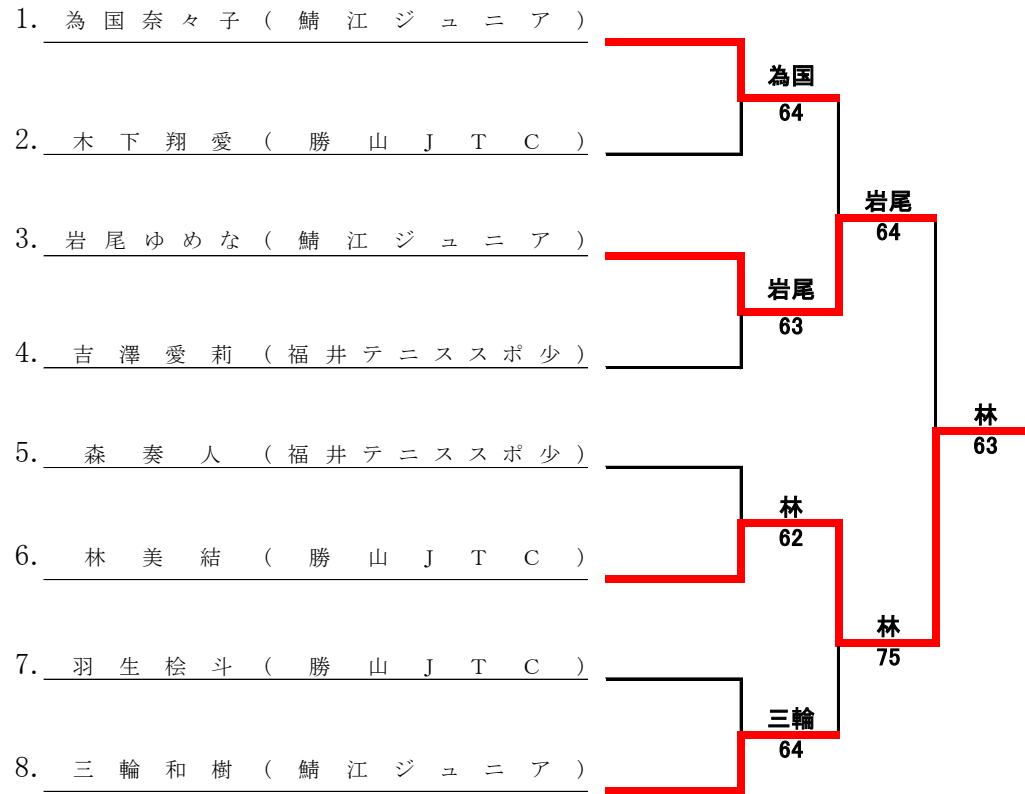 1. 為国奈々子(鯖江ジュニア)
為国
64
2. 木下翔愛(勝山JTC)
岩尾
64
3. 岩尾ゆめな(鯖江ジュニア)
岩尾
63
4. 吉澤愛莉(福井テニススポ少)
林
63
5. 森奏人(福井テニススポ少)
林
62
6. 林美結(勝山JTC)
林
75
7. 羽生桧斗(勝山JTC)
三輪
64
8. 三輪和樹(鯖江ジュニア)